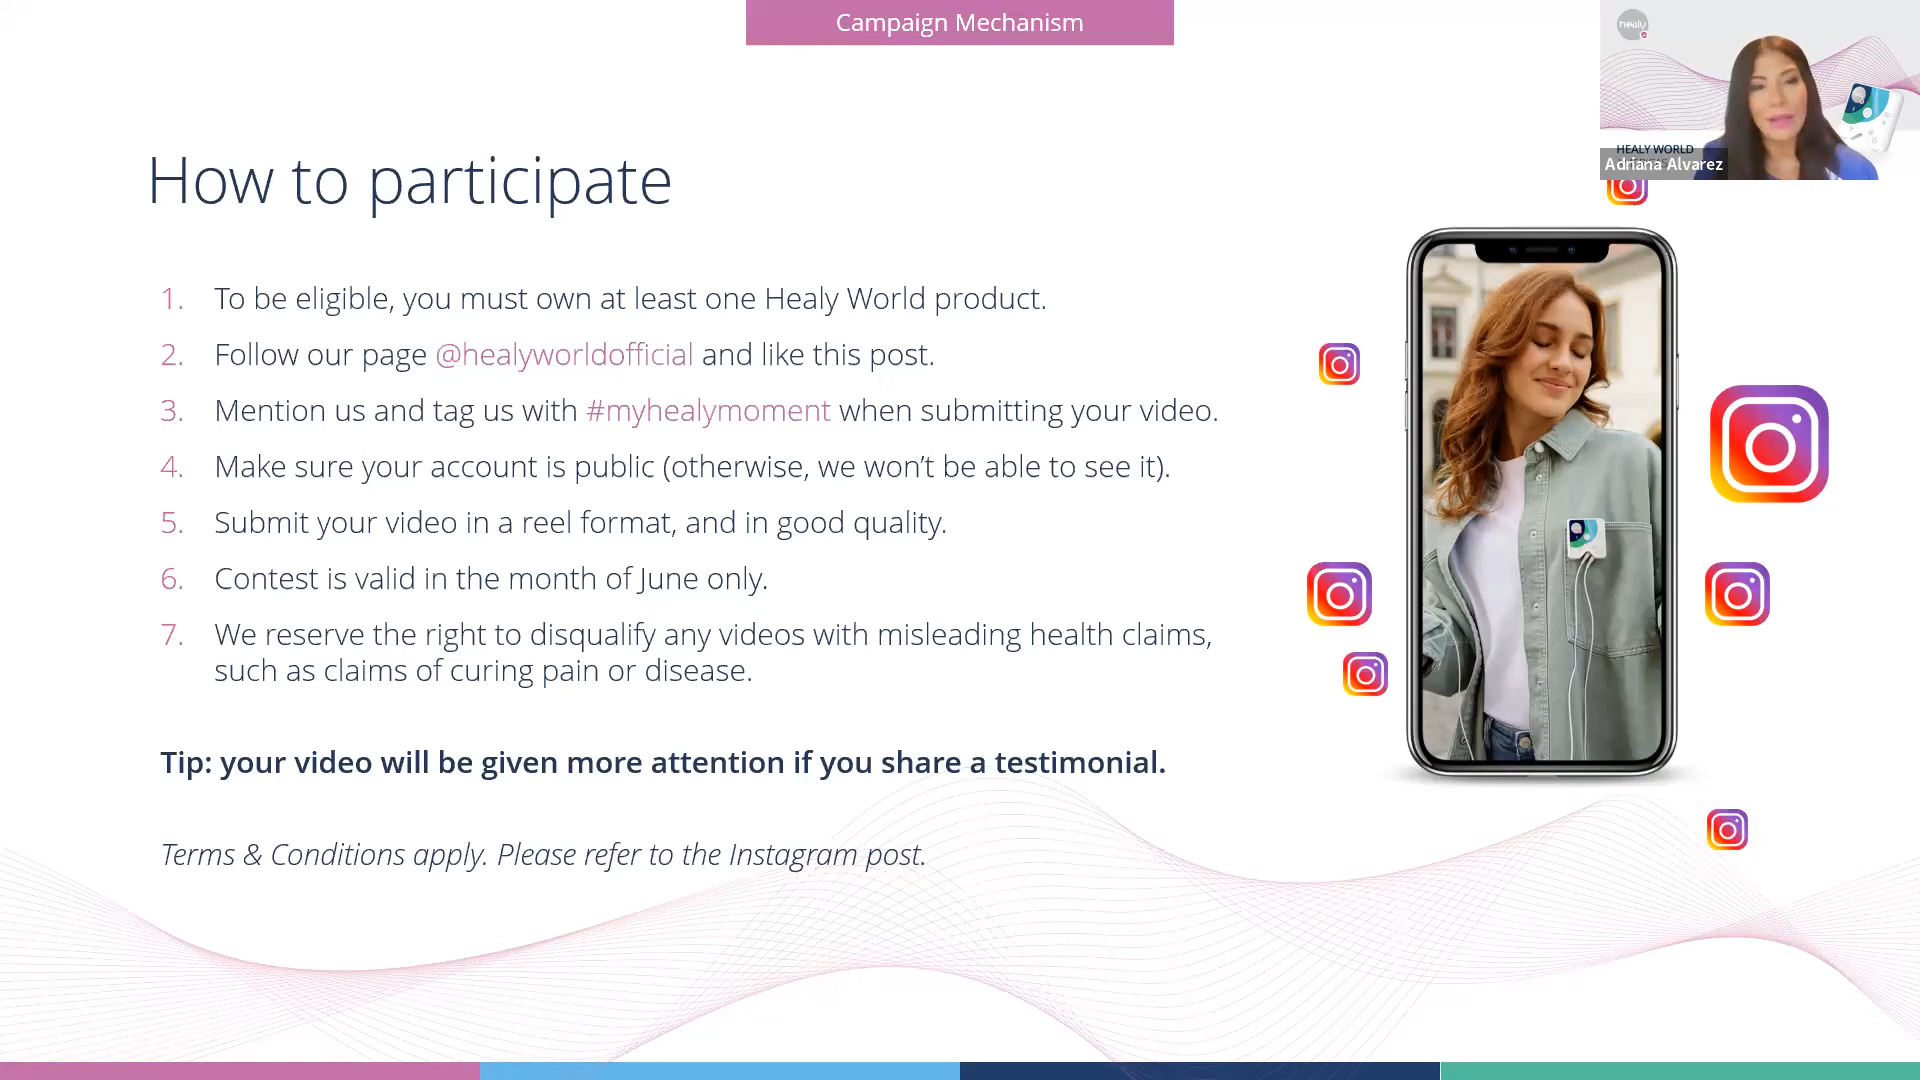 Campaign Mechanism
healy
HEALY WORLD
Adriana Alvarez
How to participate
1. To be eligible, you must own at least one Healy World product.
2. Follow our page @healyworldofficial and like this post.
3. Mention us and tag us with #myhealymoment when submitting your video.
4. Make sure your account is public (otherwise, we won’t be able to see it).
5. Submit your video in a reel format, and in good quality.
6. Contest is valid in the month of June only.
7. We reserve the right to disqualify any videos with misleading health claims,
such as claims of curing pain or disease.
Tip: your video will be given more attention if you share a testimonial.
Terms & Conditions apply. Please refer to the Instagram post.